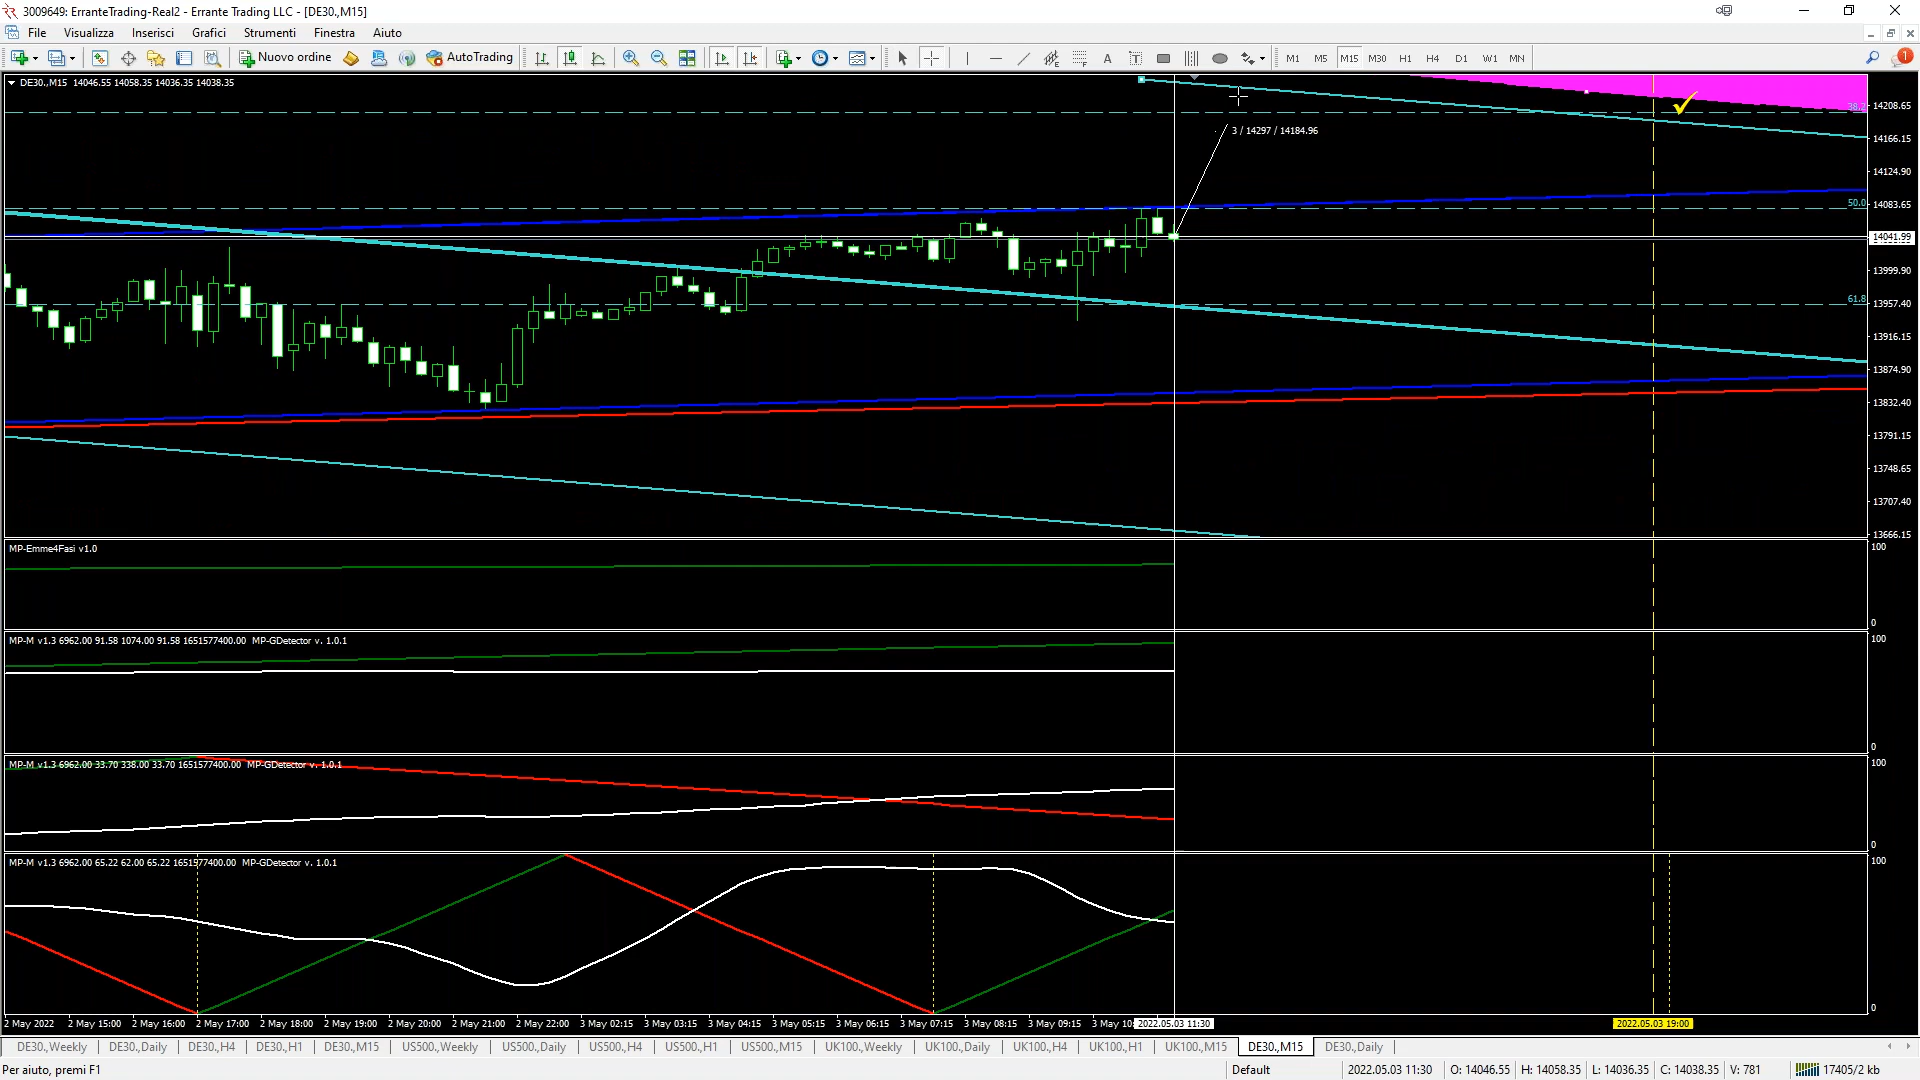 3009649: ErranteTrading-Real2 - Errante Trading LLC - [DE30.,M15]
File Visualizza Inserisci Grafici Strumenti Finestra Aiuto
Nuovo ordine AutoTrading A T M1 M5 M15 M30 H1 H4 D1 W1 MN 1
DE30.,M15 14046.55 14058.35 14036.35 14038.35
38.2 14208.65
3 / 14297 / 14184.96
14166.15
14124.90
50.0 14083.65
14041.99
13999.90
61.8 13957.40
13916.15
13874.90
13832.40
13791.15
13748.65
13707.40
13666.15
MP-Emme4Fasi v1.0
100
0
MP-M v1.3 6962.00 91.58 1074.00 91.58 1651577400.00 MP-GDetector v. 1.0.1
100
0
MP-M v1.3 6962.00 33.70 338.00 33.70 1651577400.00 MP-GDetector v. 1.0.1
100
0
MP-M v1.3 6962.00 65.22 62.00 65.22 1651577400.00 MP-GDetector v. 1.0.1
100
0
2 May 2022 2 May 15:00 2 May 16:00 2 May 17:00 2 May 18:00 2 May 19:00 2 May 20:00 2 May 21:00 2 May 22:00 3 May 02:15 3 May 03:15 3 May 04:15 3 May 05:15 3 May 06:15 3 May 07:15 3 May 08:15 3 May 09:15 3 May 10: 2022.05.03 11:30 2022.05.03 19:00
DE30.,Weekly DE30.,Daily DE30.,H4 DE30.,H1 DE30.,M15 US500.,Weekly US500.,Daily US500.,H4 US500.,H1 US500.,M15 UK100.,Weekly UK100.,Daily UK100.,H4 UK100.,H1 UK100.,M15 DE30.,M15 DE30.,Daily
Per aiuto, premi F1 Default 2022.05.03 11:30 O: 14046.55 H: 14058.35 L: 14036.35 C: 14038.35 V: 781 17405/2 kb